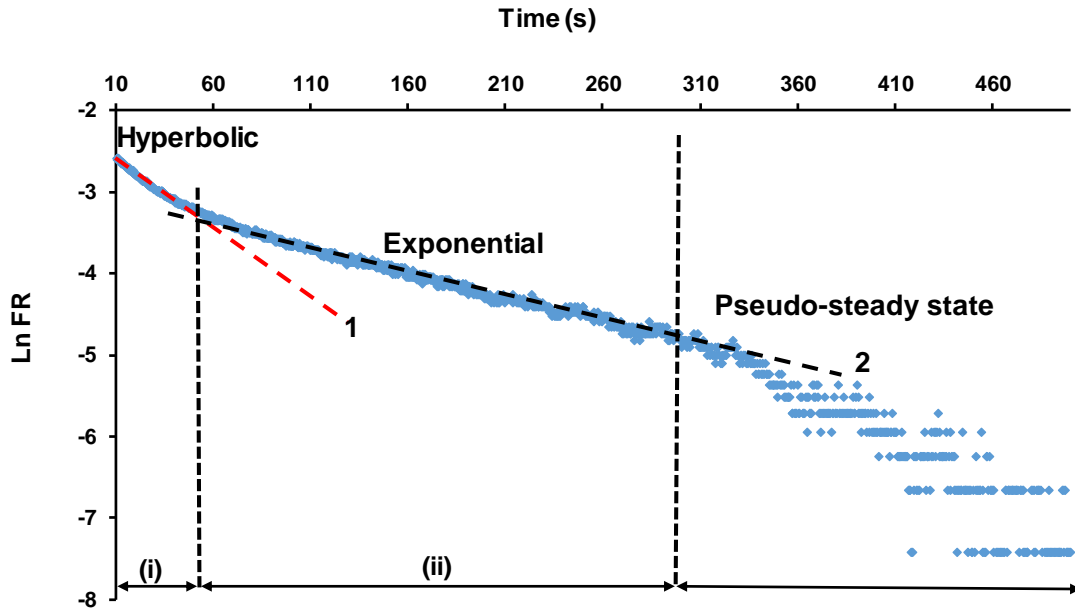 Time (s)
10 60 110 160 210 260 310 360 410 460
-2
Hyperbolic
-3
Exponential
-4
Pseudo-steady state
1
-5
2
Ln FR
-6
-7
(i) (ii)
-8